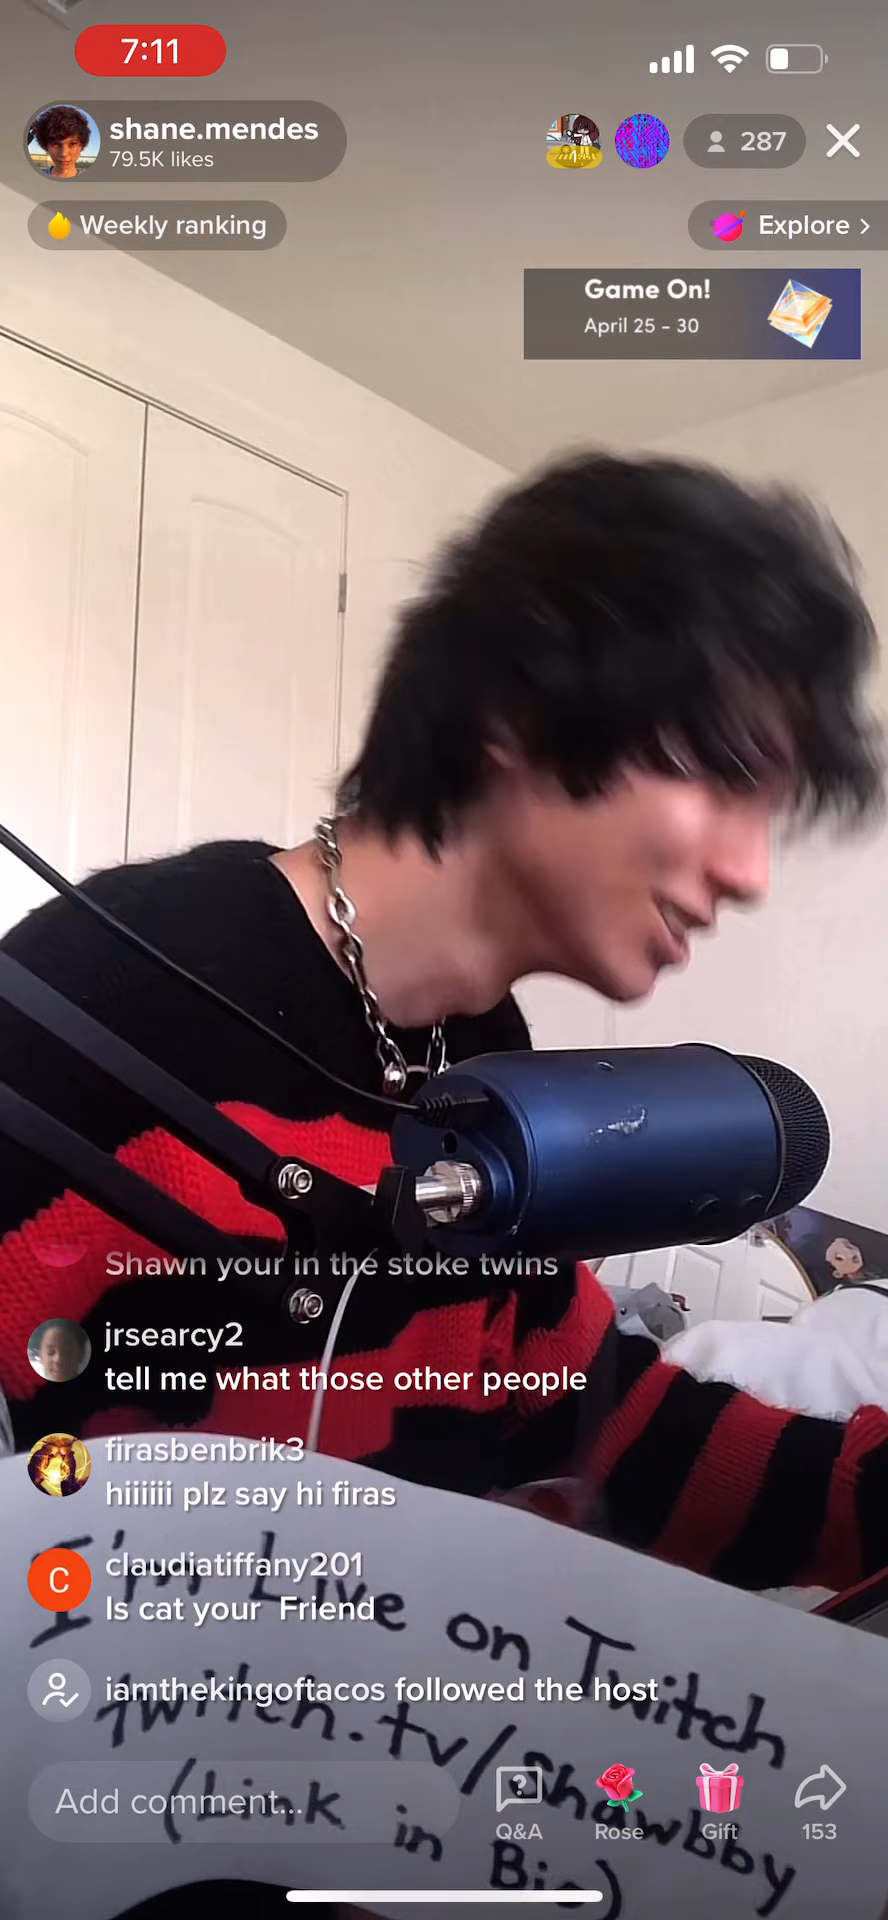 7:11
shane.mendes
79.5K likes
287
Weekly ranking
Explore >
Game On!
April 25 - 30
Shawn your in the stoke twins
jrsearcy2
tell me what those other people
firasbenbrik3
hiiiiii plz say hi firas
claudiatiffany201
C
Is cat your Friend
iamthekingoftacos followed the host
I'm Live on Twitch
twitch.tv/Shawbby
(Link in Bio)
Add comment...
Q&A
Rose
Gift
153